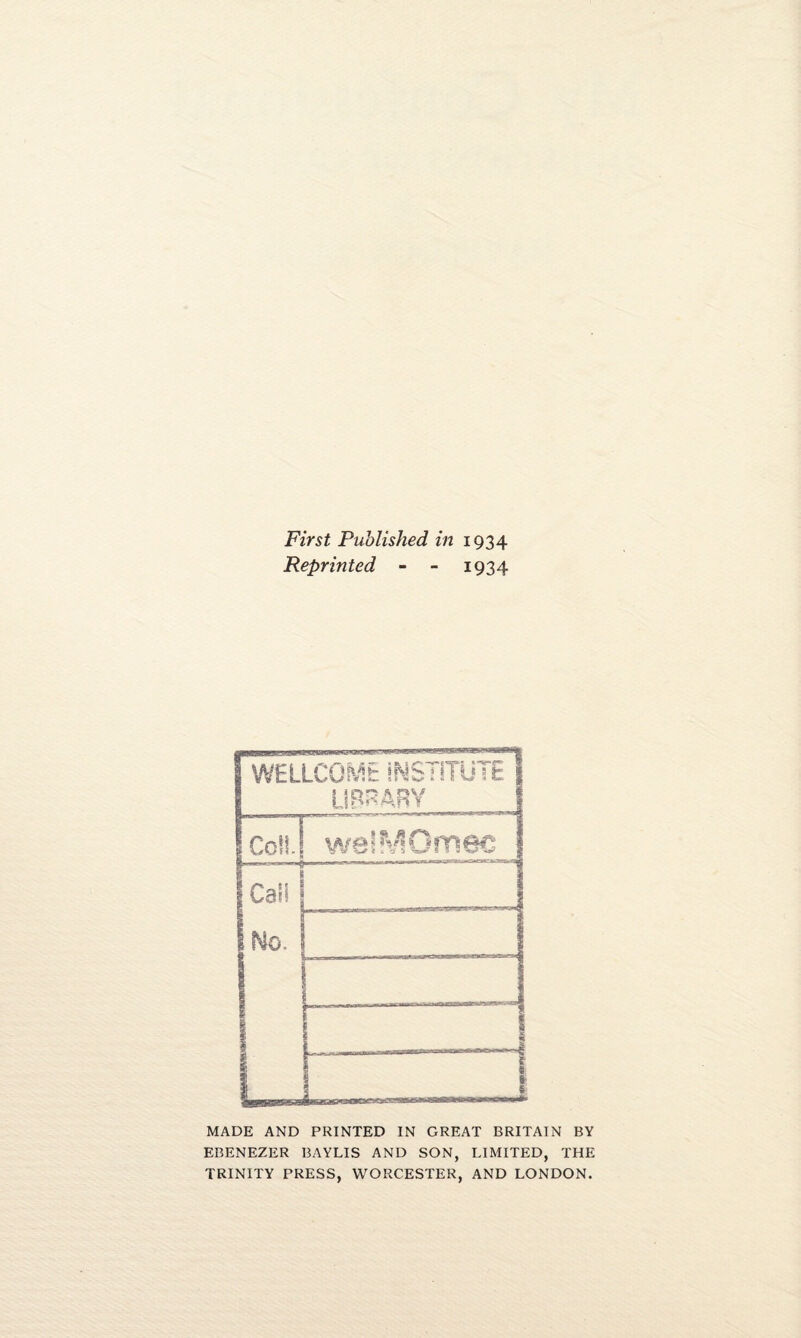 First Published in 1934
Reprinted - - 1934
WELLCOME INSTITUTE
LIBRARY
Coll. welMOmec
Call
No.
MADE AND PRINTED IN GREAT BRITAIN BY
EBENEZER BAYLIS AND SON, LIMITED, THE
TRINITY PRESS, WORCESTER, AND LONDON.